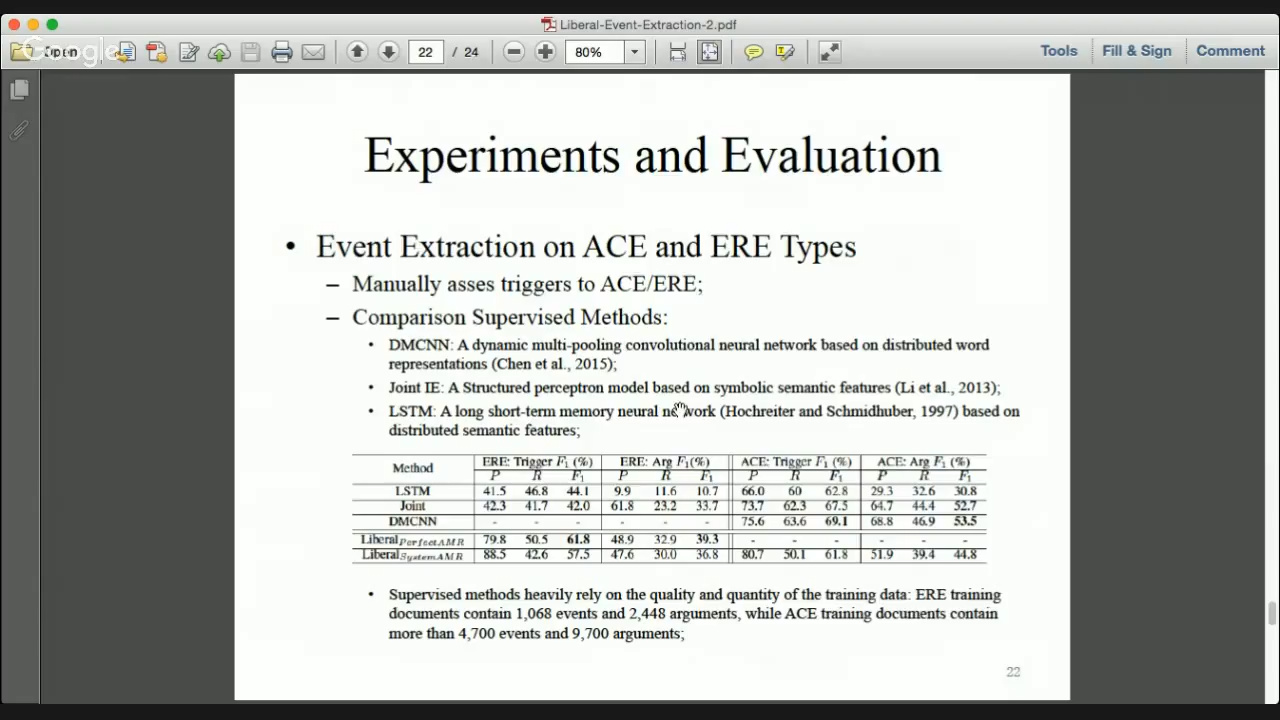 Liberal-Event-Extraction-2.pdf
Google
Open
22 / 24
80%
Tools
Fill & Sign
Comment
Experiments and Evaluation
• Event Extraction on ACE and ERE Types
– Manually asses triggers to ACE/ERE;
– Comparison Supervised Methods:
• DMCNN: A dynamic multi-pooling convolutional neural network based on distributed word
representations (Chen et al., 2015);
• Joint IE: A Structured perceptron model based on symbolic semantic features (Li et al., 2013);
• LSTM: A long short-term memory neural network (Hochreiter and Schmidhuber, 1997) based on
distributed semantic features;
Method ERE: Trigger F1 (%) ERE: Arg F1(%) ACE: Trigger F1 (%) ACE: Arg F1 (%)
P R F1 P R F1 P R F1 P R F1
LSTM 41.5 46.8 44.1 9.9 11.6 10.7 66.0 60 62.8 29.3 32.6 30.8
Joint 42.3 41.7 42.0 61.8 23.2 33.7 73.7 62.3 67.5 64.7 44.4 52.7
DMCNN - - - - - - 75.6 63.6 69.1 68.8 46.9 53.5
LiberalPerfectAMR 79.8 50.5 61.8 48.9 32.9 39.3 - - - - - -
LiberalSystemAMR 88.5 42.6 57.5 47.6 30.0 36.8 80.7 50.1 61.8 51.9 39.4 44.8
• Supervised methods heavily rely on the quality and quantity of the training data: ERE training
documents contain 1,068 events and 2,448 arguments, while ACE training documents contain
more than 4,700 events and 9,700 arguments;
22